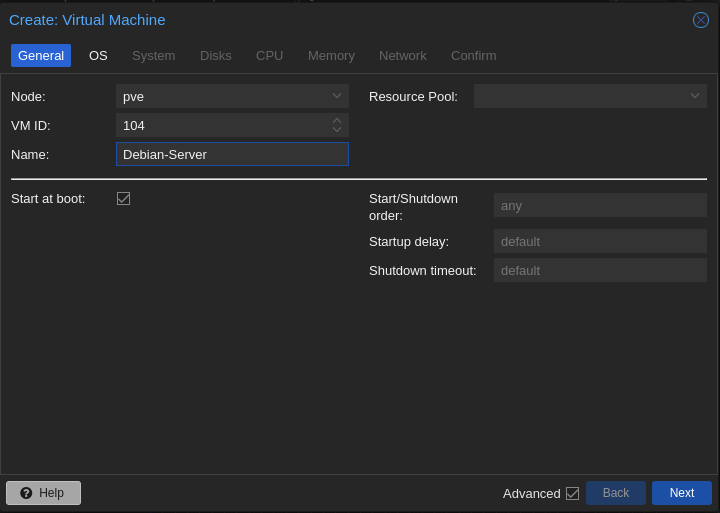 Create: Virtual Machine
General OS System Disks CPU Memory Network Confirm
Node: pve Resource Pool:
VM ID: 104
Name: Debian-Server
Start at boot: Start/Shutdown order: any
Startup delay: default
Shutdown timeout: default
Help Advanced Back Next